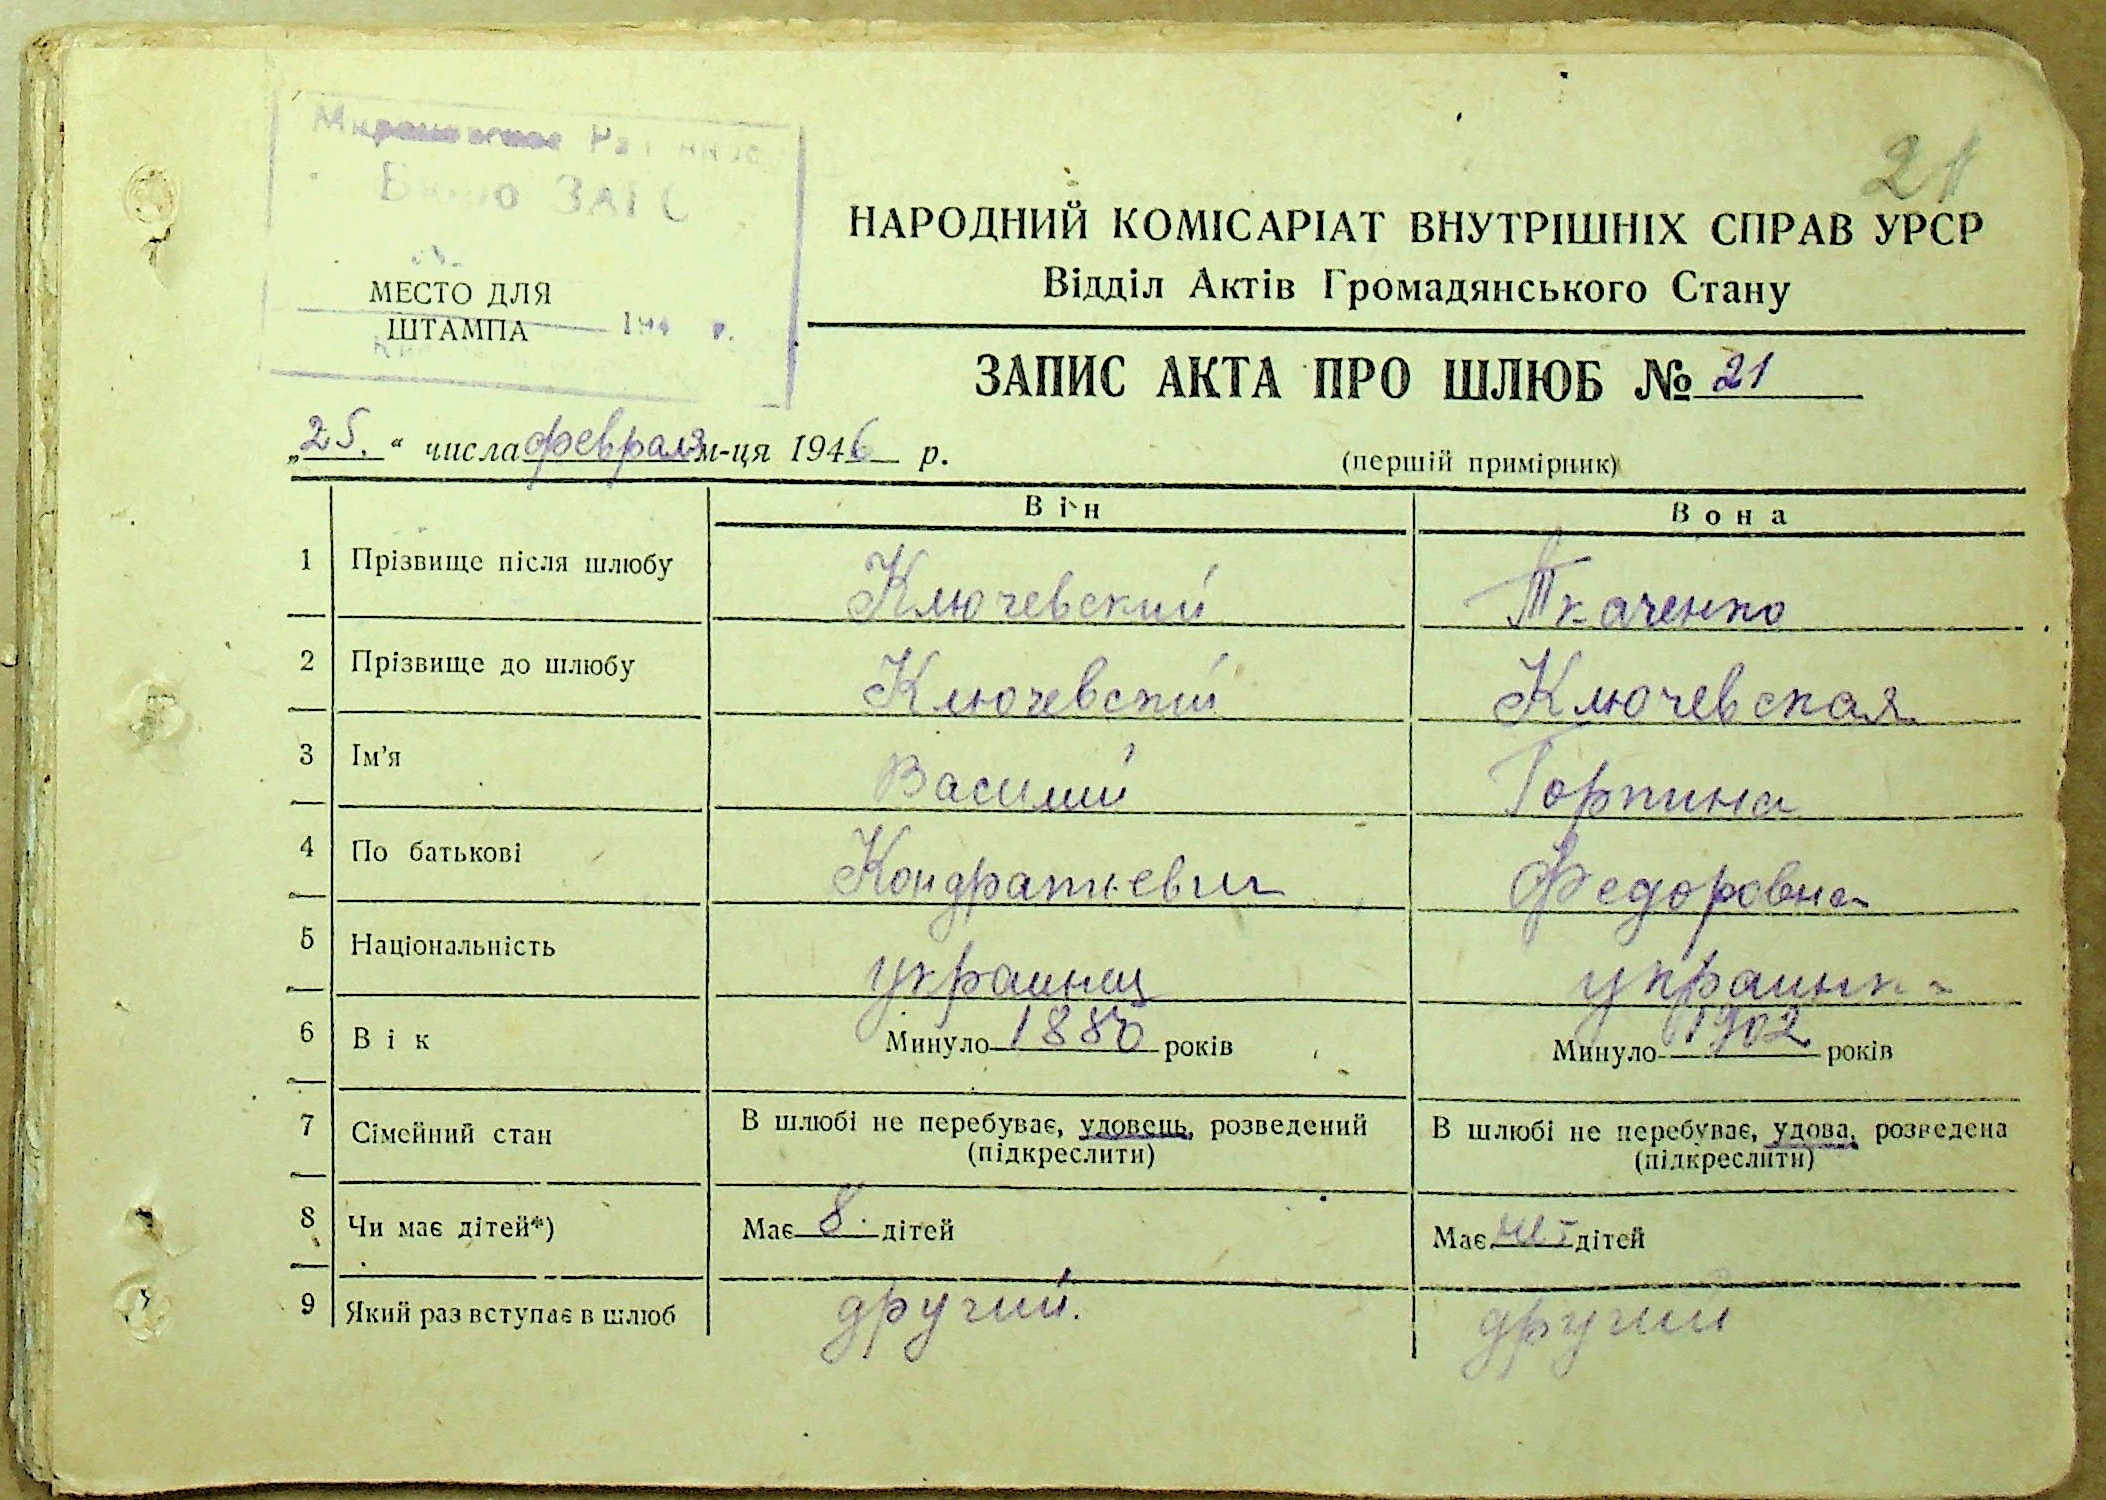 21
Бюро ЗАГС
МЕСТО ДЛЯ
ШТАМПА
194 р.
НАРОДНИЙ КОМІСАРІАТ ВНУТРІШНІХ СПРАВ УРСР
Відділ Актів Громадянського Стану
ЗАПИС АКТА ПРО ШЛЮБ № 21
„25.“ числа февраля м-ця 1946 р.
(першій примірник)
Він Вона
1 Прізвище після шлюбу Ключевский Ткаченко
2 Прізвище до шлюбу Ключевский Ключевская
3 Ім'я Василий Горпина
4 По батькові Кондратьевич Федоровна
5 Національність украинец украинка
6 Вік Минуло 1886 років Минуло 1902 років
7 Сімейний стан В шлюбі не перебуває, удовець, розведений В шлюбі не перебуває, удова, розведена
(підкреслити) (підкреслити)
8 Чи має дітей*) Має 8. дітей Має нет дітей
9 Який раз вступає в шлюб другий. другий